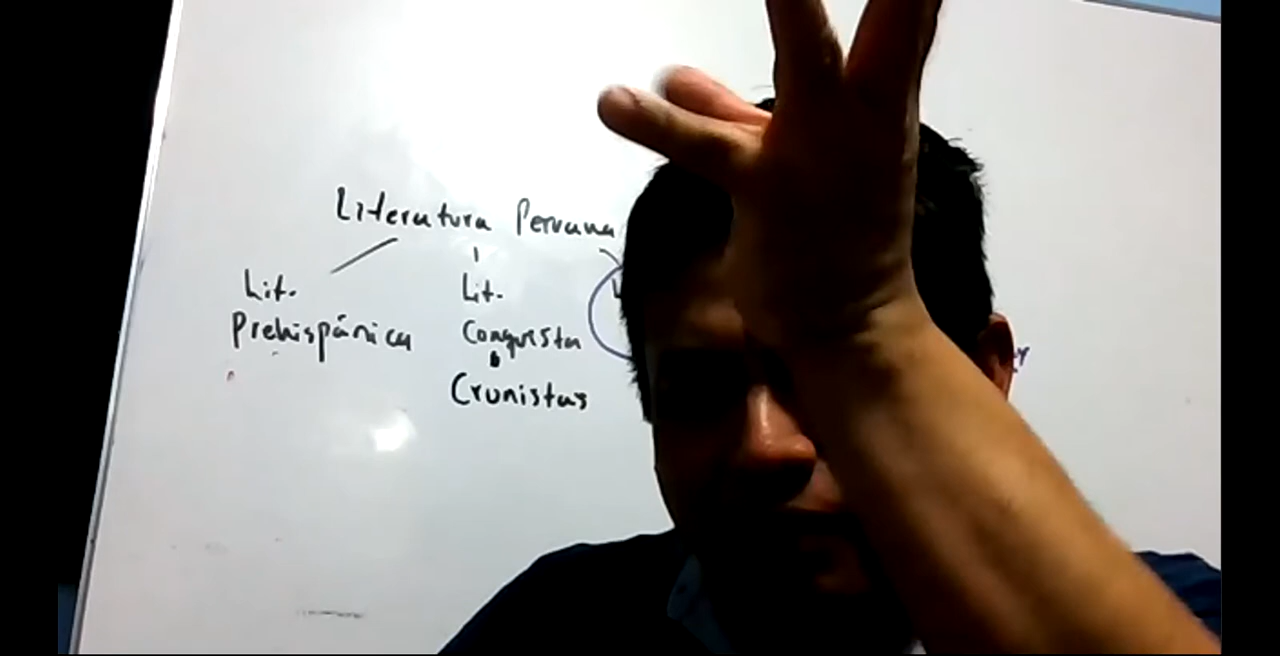 Literatura Peruana
Lit.
Prehispánica
Lit.
Conquista
Cronistas